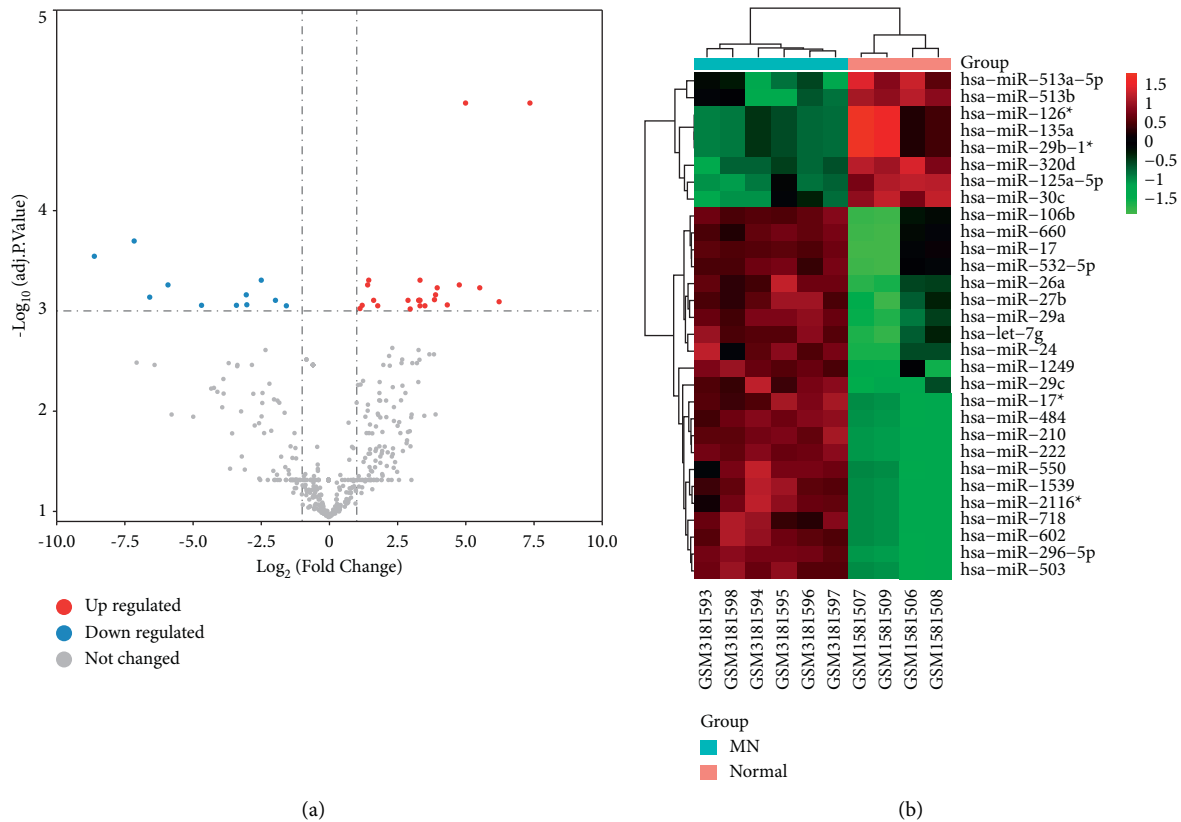 5
4
3
2
1
-Log10 (adj.P.Value)
-10.0 -7.5 -5.0 -2.5 0 2.5 5.0 7.5 10.0
Log2 (Fold Change)
Up regulated
Down regulated
Not changed
(a)
Group
hsa−miR−513a−5p
hsa−miR−513b
hsa−miR−126*
hsa−miR−135a
hsa−miR−29b−1*
hsa−miR−320d
hsa−miR−125a−5p
hsa−miR−30c
hsa−miR−106b
hsa−miR−660
hsa−miR−17
hsa−miR−532−5p
hsa−miR−26a
hsa−miR−27b
hsa−miR−29a
hsa−let−7g
hsa−miR−24
hsa−miR−1249
hsa−miR−29c
hsa−miR−17*
hsa−miR−484
hsa−miR−210
hsa−miR−222
hsa−miR−550
hsa−miR−1539
hsa−miR−2116*
hsa−miR−718
hsa−miR−602
hsa−miR−296−5p
hsa−miR−503
1.5
1
0.5
0
−0.5
−1
−1.5
GSM3181593
GSM3181598
GSM3181594
GSM3181595
GSM3181596
GSM3181597
GSM1581507
GSM1581509
GSM1581506
GSM1581508
Group
MN
Normal
(b)